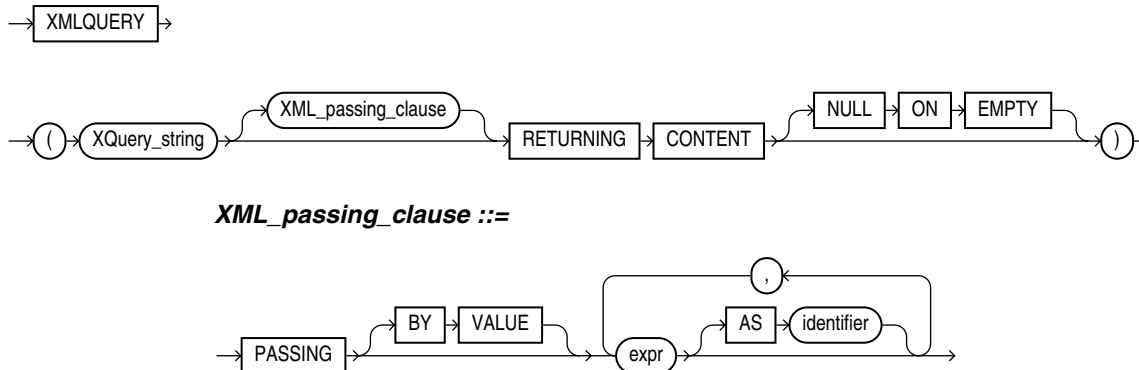 XMLQUERY
XML_passing_clause NULL ON EMPTY
( XQuery_string RETURNING CONTENT )
XML_passing_clause ::=
,
BY VALUE AS identifier
PASSING expr